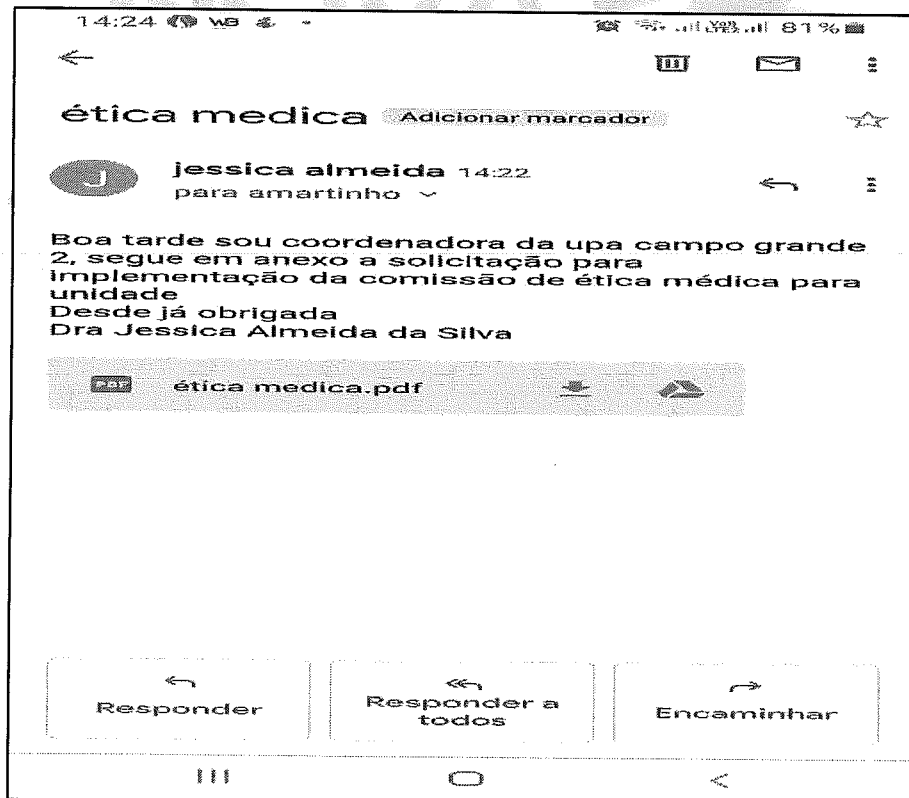 14:24
81%
ética medica Adicionar marcador
J
jessica almeida 14:22
para amartinho
Boa tarde sou coordenadora da upa campo grande
2, segue em anexo a solicitação para
implementação da comissão de ética médica para
unidade
Desde já obrigada
Dra Jessica Almeida da Silva
PDF ética medica.pdf
Responder
Responder a
todos
Encaminhar